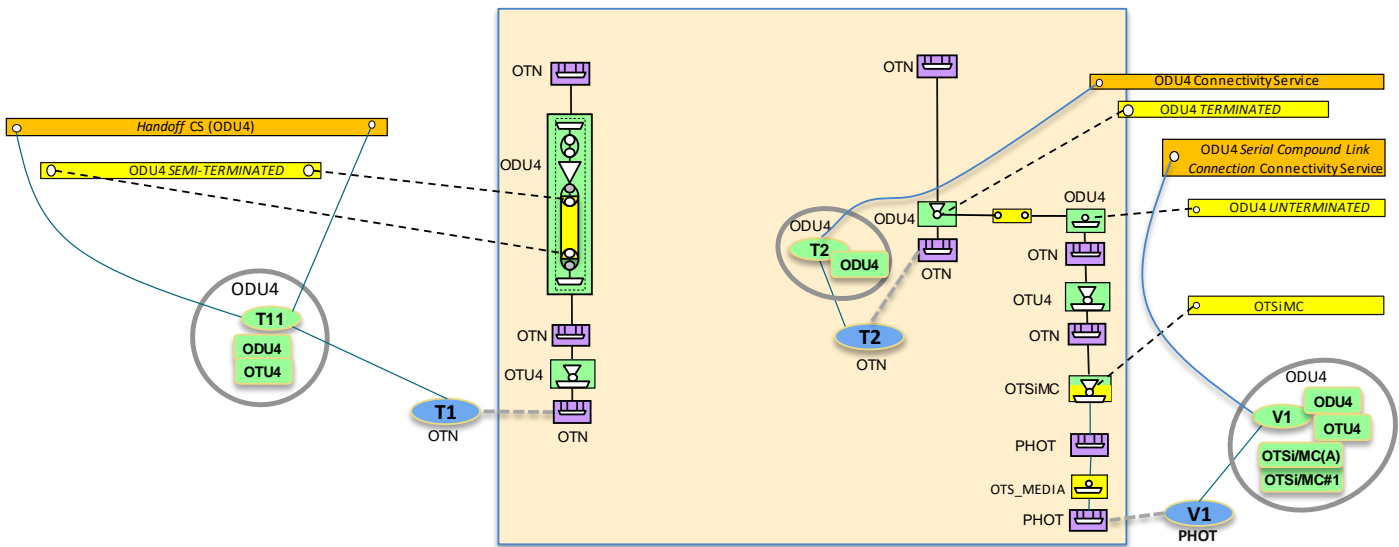 OTN
OTN
ODU4 Connectivity Service
ODU4 TERMINATED
Handoff CS (ODU4)
ODU4 SEMI-TERMINATED
ODU4
ODU4 Serial Compound Link
Connection Connectivity Service
ODU4 UNTERMINATED
ODU4
ODU4
ODU4
T2
ODU4
OTN
OTN
ODU4
T11
ODU4
OTU4
OTU4
OTN
OTN
T2
OTN
OTSiMC
OTU4
OTSiMC
T1
OTN
OTN
ODU4
V1
ODU4
OTU4
OTSi/MC(A)
OTSi/MC#1
PHOT
OTS_MEDIA
PHOT
V1
PHOT